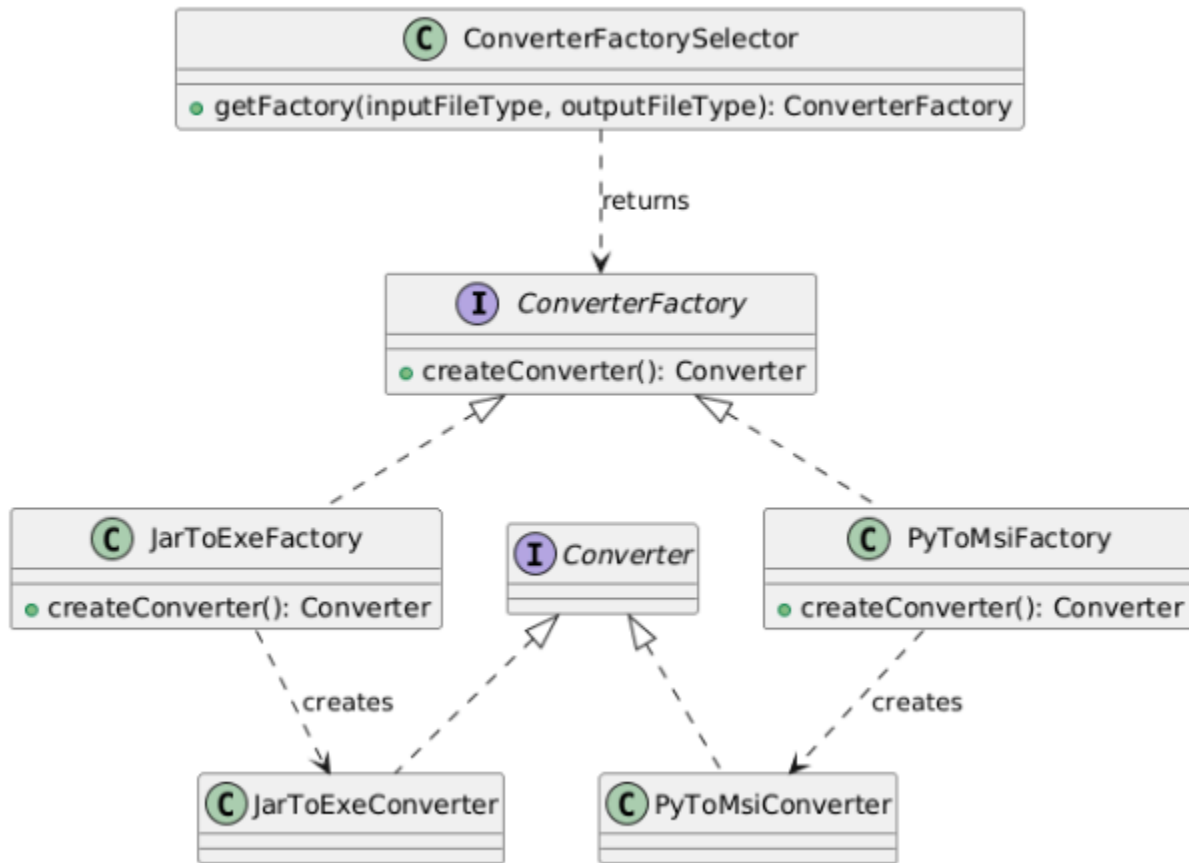 C ConverterFactorySelector
getFactory(inputFileType, outputFileType): ConverterFactory
returns
I ConverterFactory
createConverter(): Converter
C JarToExeFactory
createConverter(): Converter
I Converter
C PyToMsiFactory
createConverter(): Converter
creates
creates
C JarToExeConverter
C PyToMsiConverter